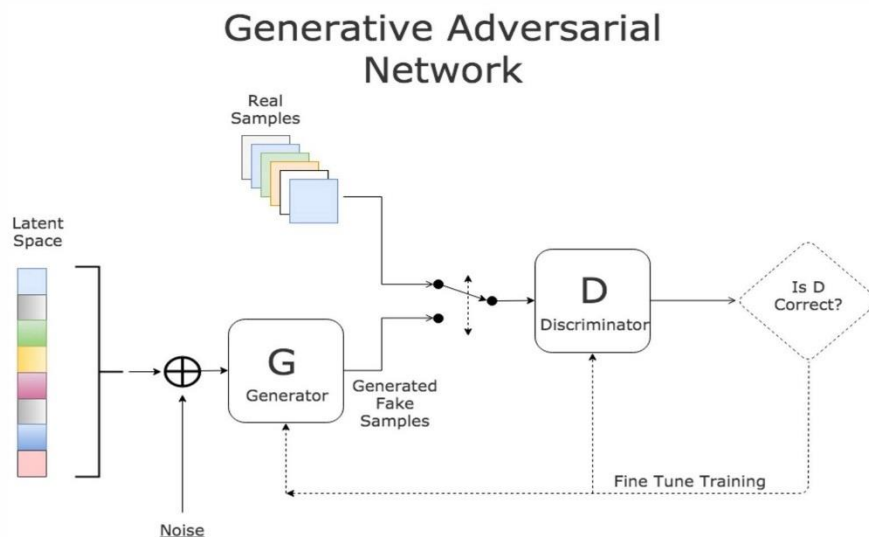 Generative Adversarial
Network
Real
Samples
Latent
Space
G
Generator
Generated
Fake
Samples
D
Discriminator
Is D
Correct?
Fine Tune Training
Noise